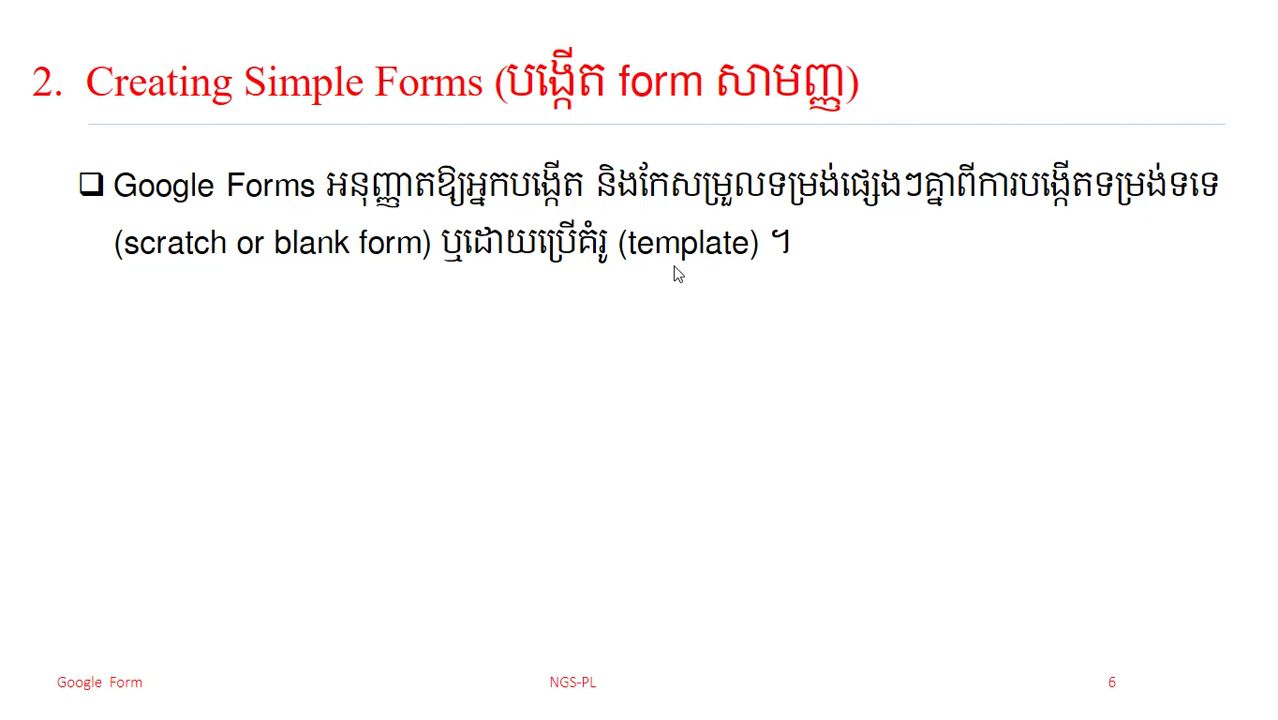 2. Creating Simple Forms (បង្កើត form សាមញ្ញ)
❑ Google Forms អនុញ្ញាតឱ្យអ្នកបង្កើត និងកែសម្រួលទម្រង់ផ្សេងៗគ្នាពីការបង្កើតទម្រង់ទទេ
(scratch or blank form) ឬដោយប្រើគំរូ (template) ។
Google Form NGS-PL 6